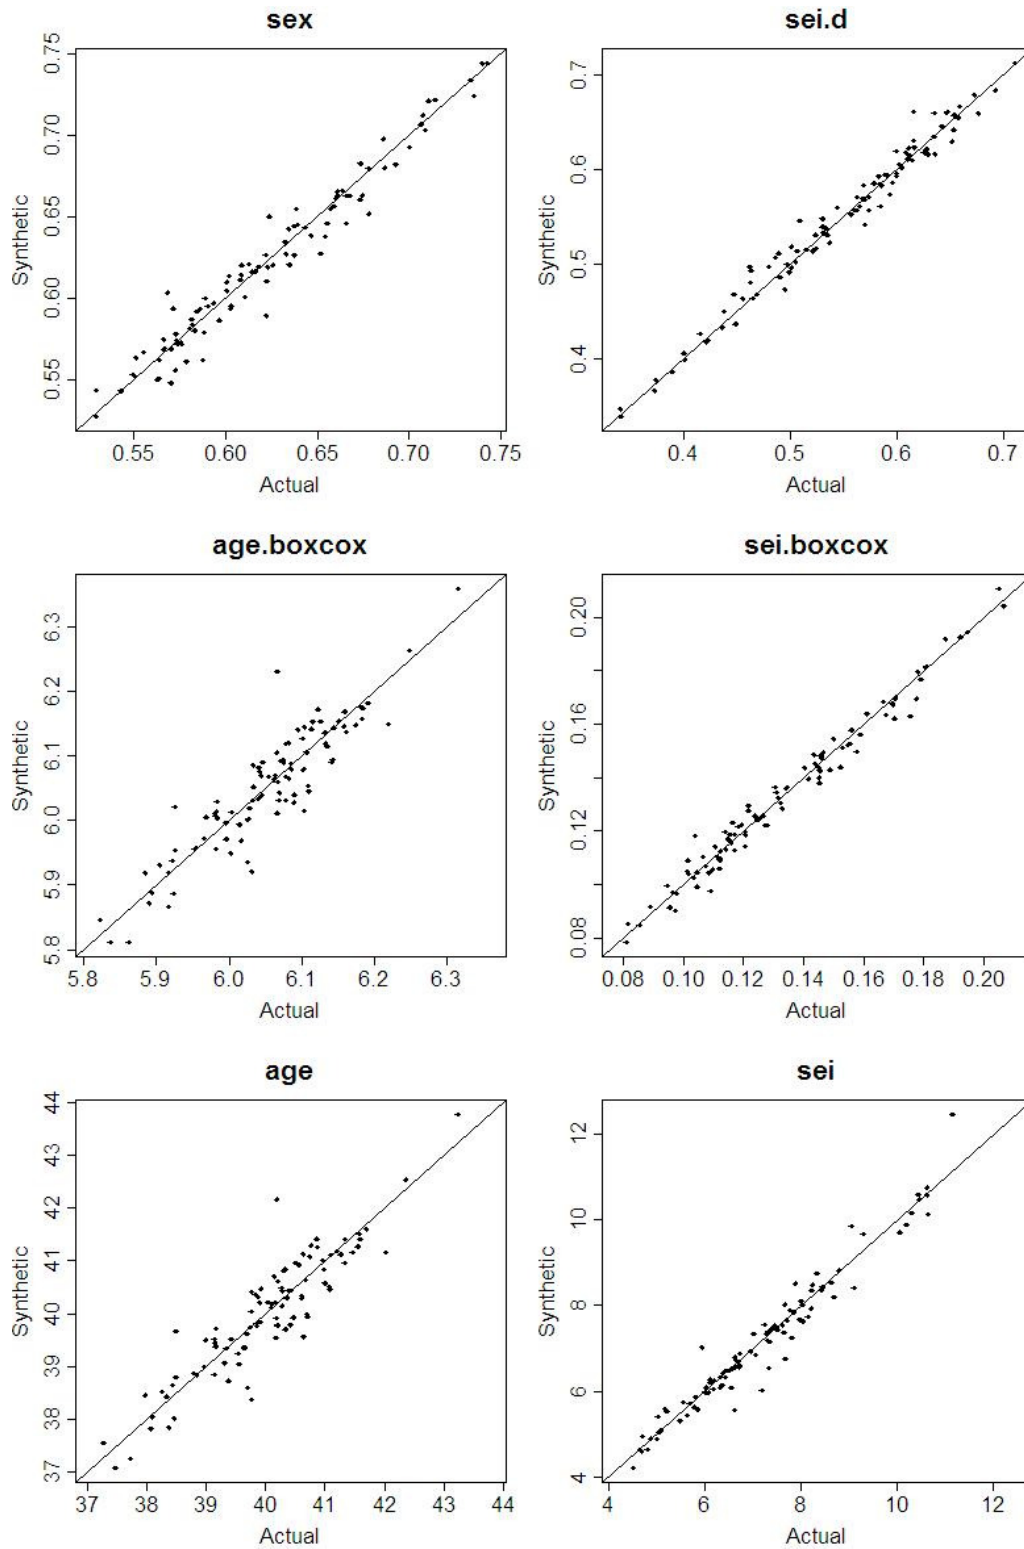 sex
0.55 0.60 0.65 0.70 0.75
Synthetic
0.55 0.60 0.65 0.70 0.75
Actual
sei.d
0.4 0.5 0.6 0.7
Synthetic
0.4 0.5 0.6 0.7
Actual
age.boxcox
5.8 5.9 6.0 6.1 6.2 6.3
Synthetic
5.8 5.9 6.0 6.1 6.2 6.3
Actual
sei.boxcox
0.08 0.12 0.16 0.20
Synthetic
0.08 0.10 0.12 0.14 0.16 0.18 0.20
Actual
age
37 38 39 40 41 42 43 44
Synthetic
37 38 39 40 41 42 43 44
Actual
sei
4 6 8 10 12
Synthetic
4 6 8 10 12
Actual